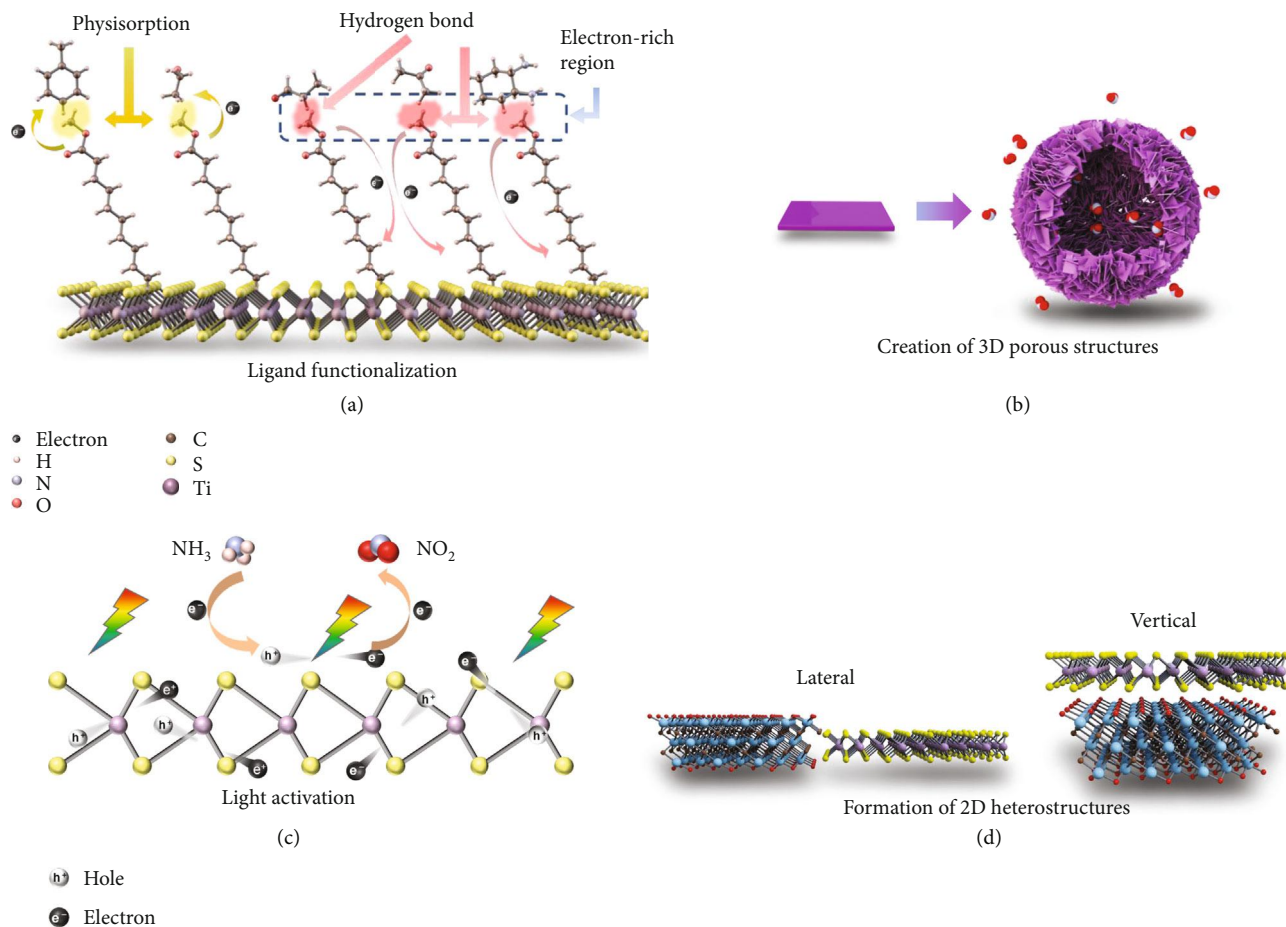 Physisorption
Hydrogen bond
Electron-rich
region
e⁻
e⁻
e⁻
e⁻
e⁻
Ligand functionalization
(a)
Creation of 3D porous structures
(b)
Electron
H
N
O
C
S
Ti
NH₃
NO₂
e⁻
e⁻
h⁺
e⁻
e⁻
e⁺
h⁺
h⁺
h⁺
h⁺
e⁺
e⁻
Light activation
(c)
Hole
h⁺
Electron
e⁻
Lateral
Vertical
Formation of 2D heterostructures
(d)